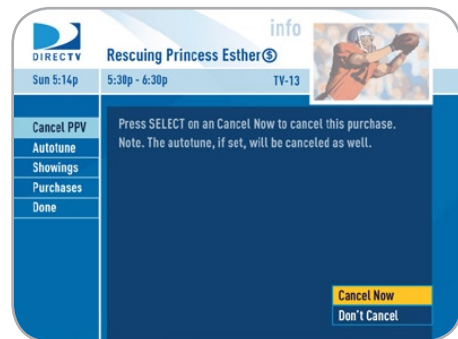 info
DIRECTV
Rescuing Princess Esther($)
Sun 5:14p
5:30p - 6:30p
TV-13
Cancel PPV
Autotune
Showings
Purchases
Done
Press SELECT on an Cancel Now to cancel this purchase.
Note. The autotune, if set, will be canceled as well.
Cancel Now
Don't Cancel